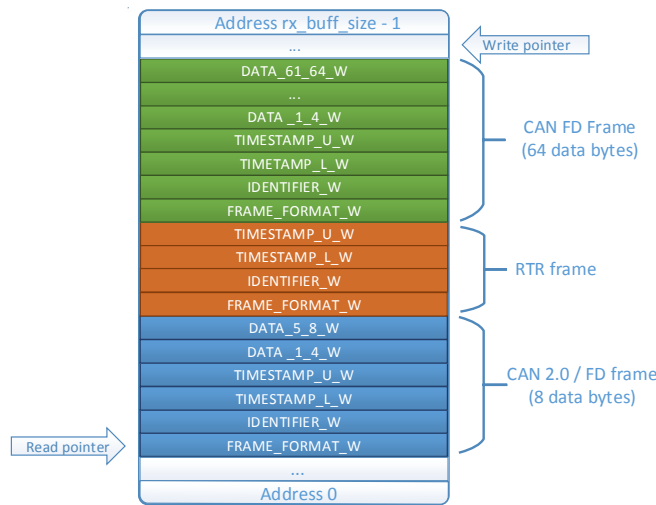 Address rx_buff_size - 1
...
Write pointer
DATA_61_64_W
...
DATA _1_4_W
TIMESTAMP_U_W
TIMETAMP_L_W
IDENTIFIER_W
FRAME_FORMAT_W
CAN FD Frame
(64 data bytes)
TIMESTAMP_U_W
TIMESTAMP_L_W
IDENTIFIER_W
FRAME_FORMAT_W
RTR frame
DATA_5_8_W
DATA _1_4_W
TIMESTAMP_U_W
TIMESTAMP_L_W
IDENTIFIER_W
FRAME_FORMAT_W
CAN 2.0 / FD frame
(8 data bytes)
Read pointer
...
Address 0